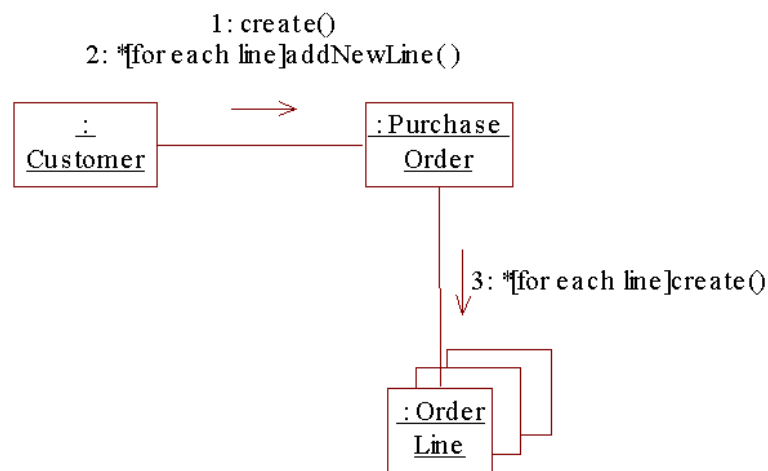 1: create()
2: *[for each line]addNewLine()
:
Customer
:Purchase
Order
3: *[for each line]create()
:Order
Line